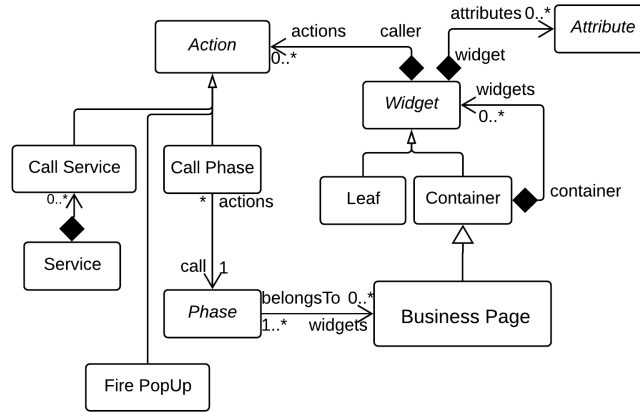 attributes 0..*
Attribute
actions
caller
Action
0..*
widget
widgets
Widget
0..*
Call Service
Call Phase
0..*
* actions
Leaf
Container
container
Service
call 1
belongsTo 0..*
Phase
1..* widgets
Business Page
Fire PopUp